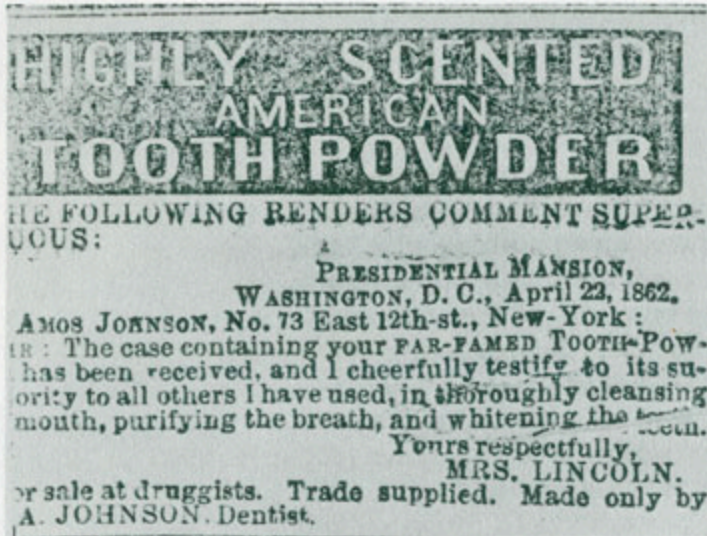 HIGHLY SCENTED
AMERICAN
TOOTH POWDER
HE FOLLOWING RENDERS COMMENT SUPER-
UOUS:
PRESIDENTIAL MANSION,
WASHINGTON, D. C., April 23, 1862.
AMOS JOHNSON, No. 73 East 12th-st., New-York:
IR: The case containing your FAR-FAMED TOOTH-POW-
has been received, and I cheerfully testify to its su-
ority to all others I have used, in thoroughly cleansing
mouth, purifying the breath, and whitening the teeth.
Yours respectfully,
MRS. LINCOLN.
or sale at druggists. Trade supplied. Made only by
A. JOHNSON. Dentist.